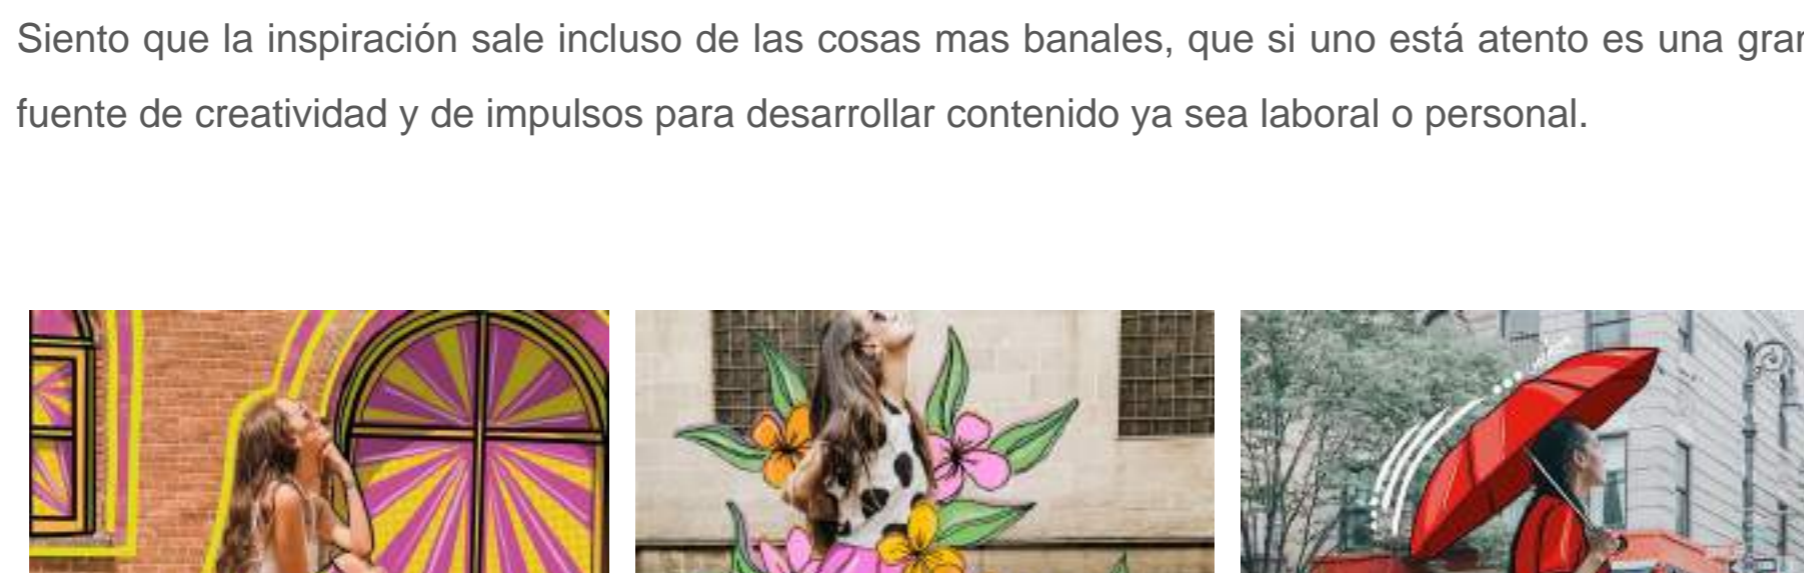 Siento que la inspiración sale incluso de las cosas mas banales, que si uno está atento es una gran
fuente de creatividad y de impulsos para desarrollar contenido ya sea laboral o personal.